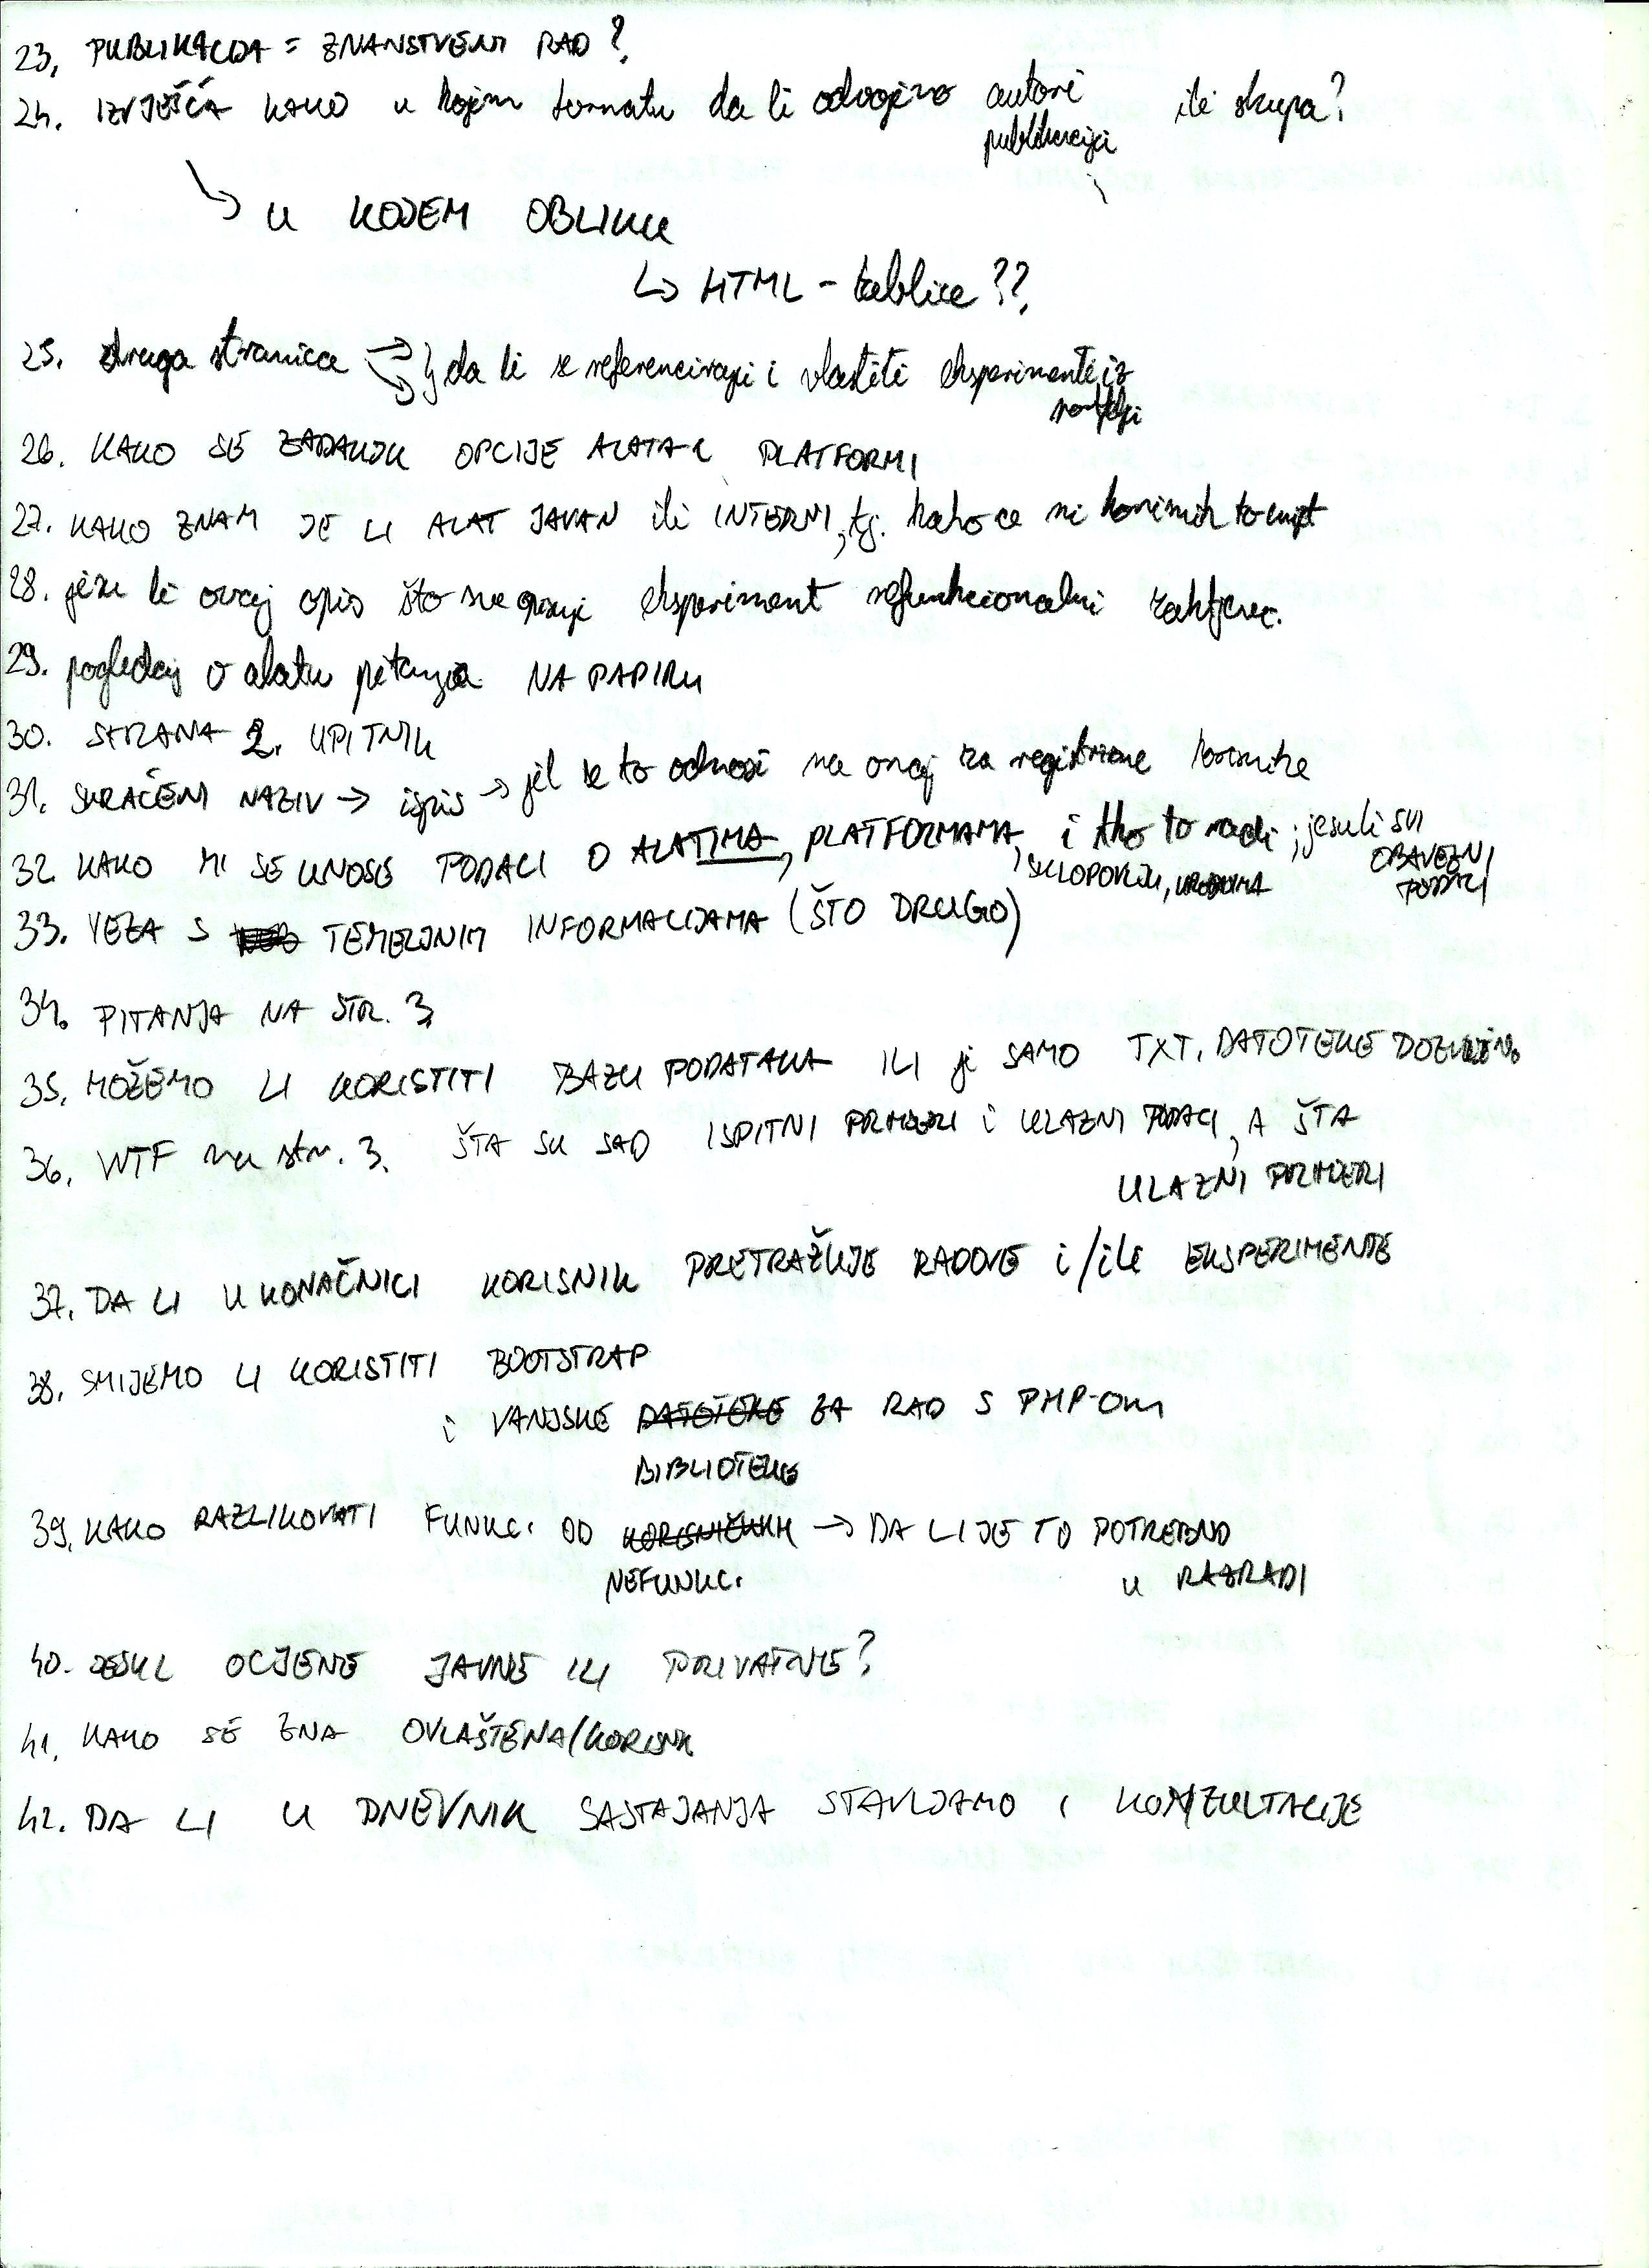 23. PUBLIKACIJA = ZNANSTVENI RAD?
24. IZVJEŠĆA KAKO u kojem formatu da li odvojeno autori ili skupa?
publikacija
↳ U KOJEM OBLIKU
↳ HTML - tablice??
25. druga stranica da li se referenciraju i vlastiti eksperimenti iz
26. KAKO SE ZADAJU OPCIJE ALATA I PLATFORMI
27. KAKO ZNAM JE LI ALAT JAVAN ili INTERNI, tj. kako će mi korisnik to unijet
28. je li ovaj opis što sve opisuje eksperiment nefunkcionalni zahtjev.
29. pogledaj o alatu pitanja NA PAPIRU
30. STRANA 2. UPITNIK
31. SKRAĆENI NAZIV → ispis → jel se to odnosi na onaj za registrirane korisnike
32. KAKO MI SE UNOSE PODACI O ALATIMA, PLATFORMAMA, i tko to radi; jesu li svi
SKLOPOVLJU, UREĐAJIMA OBAVEZNI
PODACI
33. VEZA S TEMELJNIM INFORMACIJAMA (ŠTO DRUGO)
34. PITANJA NA STR. 3
35. MOŽEMO LI KORISTITI BAZU PODATAKA ILI je SAMO TXT. DATOTEKE DOZVOLJENO
36. WTF na str. 3. ŠTA SU SAD ISPITNI PRIMJERI i ULAZNI PODACI, A ŠTA
ULAZNI PRIMJERI
37. DA LI U KONAČNICI KORISNIK PRETRAŽUJE RADOVE i/ili EKSPERIMENTE
38. SMIJEMO LI KORISTITI BOOTSTRAP
i VANJSKE DATOTEKE ZA RAD S PHP-OM
BIBLIOTEKE
39. KAKO RAZLIKOVATI FUNKC. OD KORISNIČKIH → DA LI JE TO POTREBNO
NEFUNKC. U RAZRADI
40. JESUL OCJENE JAVNE ILI PRIVATNE?
41. KAKO SE ZNA OVLAŠTENA/KORISNIK
42. DA LI U DNEVNIK SASTAJANJA STAVLJAMO I KONZULTACIJE